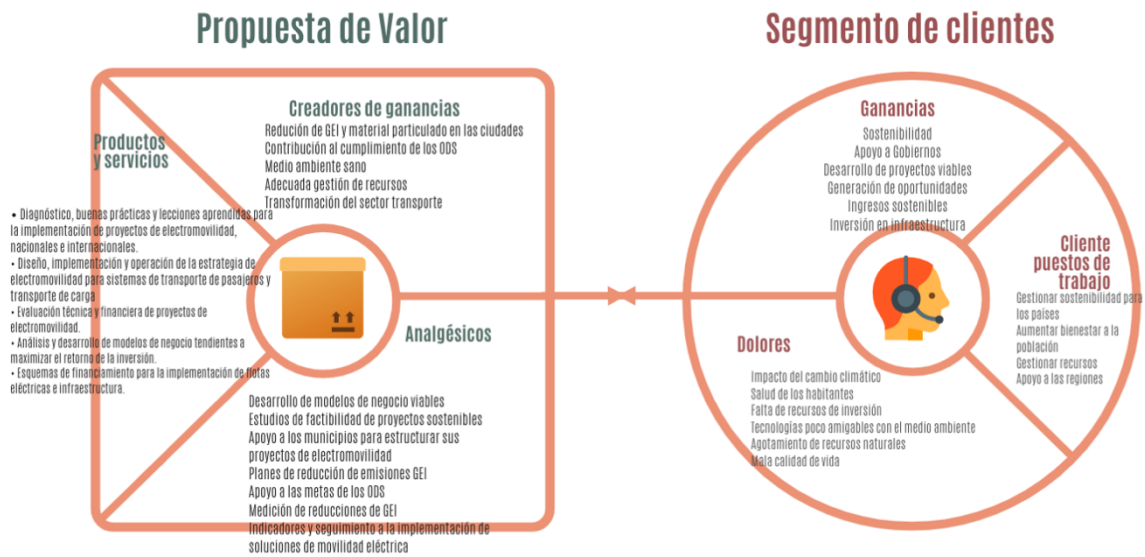 Propuesta de Valor
Productos
y servicios
• Diagnóstico, buenas prácticas y lecciones aprendidas para
la implementación de proyectos de electromovilidad,
nacionales e internacionales.
• Diseño, implementación y operación de la estrategia de
electromovilidad para sistemas de transporte de pasajeros y
transporte de carga
• Evaluación técnica y financiera de proyectos de
electromovilidad.
• Análisis y desarrollo de modelos de negocio tendientes a
maximizar el retorno de la inversión.
• Esquemas de financiamiento para la implementación de flotas
eléctricas e infraestructura.
Creadores de ganancias
Redución de GEI y material particulado en las ciudades
Contribución al cumplimiento de los ODS
Medio ambiente sano
Adecuada gestión de recursos
Transformación del sector transporte
Analgésicos
Desarrollo de modelos de negocio viables
Estudios de factibilidad de proyectos sostenibles
Apoyo a los municipios para estructurar sus
proyectos de electromovilidad
Planes de reducción de emisiones GEI
Apoyo a las metas de los ODS
Medición de reducciones de GEI
Indicadores y seguimiento a la implementación de
soluciones de movilidad eléctrica
Segmento de clientes
Ganancias
Sostenibilidad
Apoyo a Gobiernos
Desarrollo de proyectos viables
Generación de oportunidades
Ingresos sostenibles
Inversión en infraestructura
Cliente
puestos de
trabajo
Gestionar sostenibilidad para
los países
Aumentar bienestar a la
población
Gestionar recursos
Apoyo a las regiones
Dolores
Impacto del cambio climático
Salud de los habitantes
Falta de recursos de inversión
Tecnologías poco amigables con el medio ambiente
Agotamiento de recursos naturales
Mala calidad de vida